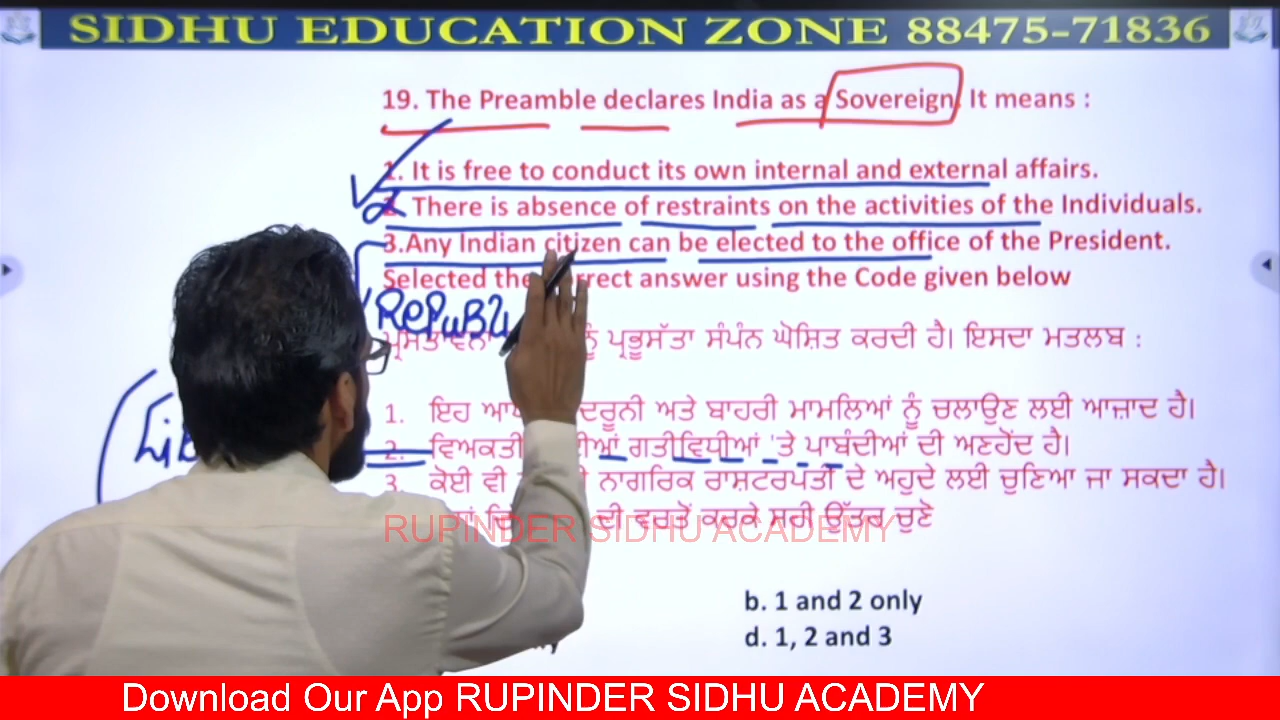 SIDHU EDUCATION ZONE 88475-71836
19. The Preamble declares India as a Sovereign. It means :
1. It is free to conduct its own internal and external affairs.
2. There is absence of restraints on the activities of the Individuals.
3.Any Indian citizen can be elected to the office of the President.
Selected the correct answer using the Code given below
ਨੂੰ ਪ੍ਰਭੂਸੱਤਾ ਸੰਪੰਨ ਘੋਸ਼ਿਤ ਕਰਦੀ ਹੈ। ਇਸਦਾ ਮਤਲਬ :
1. ਇਹ ਅਤੇ ਬਾਹਰੀ ਮਾਮਲਿਆਂ ਨੂੰ ਚਲਾਉਣ ਲਈ ਆਜ਼ਾਦ ਹੈ।
2. ਵਿਅਕਤੀ ਗਤੀਵਿਧੀਆਂ 'ਤੇ ਪਾਬੰਦੀਆਂ ਦੀ ਅਣਹੋਂਦ ਹੈ।
3. ਕੋਈ ਵੀ ਨਾਗਰਿਕ ਰਾਸ਼ਟਰਪਤੀ ਦੇ ਅਹੁਦੇ ਲਈ ਚੁਣਿਆ ਜਾ ਸਕਦਾ ਹੈ।
ਦੀ ਵਰਤੋਂ ਕਰਕੇ ਸਹੀ ਉੱਤਰ ਚੁਣੋ
RUPINDER SIDHU ACADEMY
b. 1 and 2 only
d. 1, 2 and 3
Download Our App RUPINDER SIDHU ACADEMY